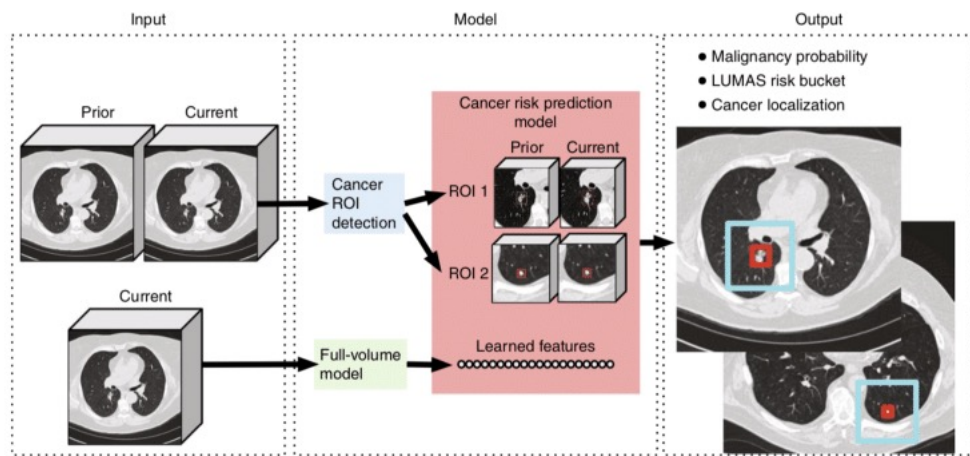 Input
Model
Output
Prior
Current
Current
Cancer
ROI
detection
Full-volume
model
Cancer risk prediction
model
Prior
Current
ROI 1
ROI 2
Learned features
● Malignancy probability
● LUMAS risk bucket
● Cancer localization